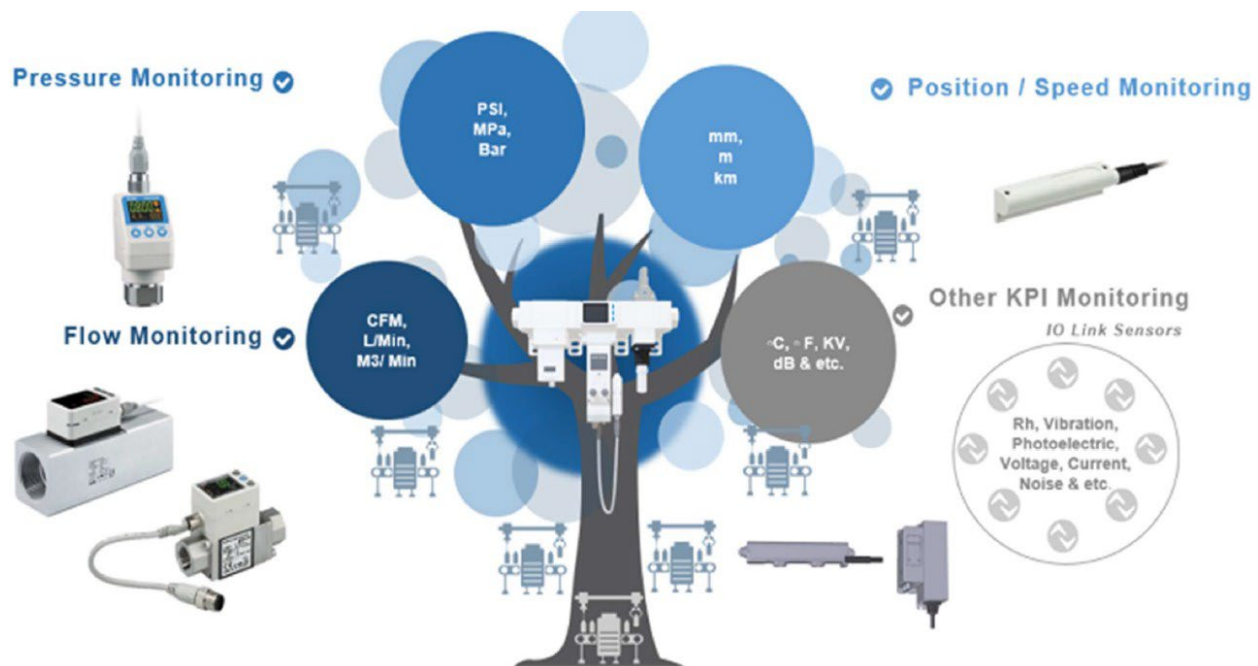 Pressure Monitoring
PSI,
MPa,
Bar
mm,
m
km
Position / Speed Monitoring
Flow Monitoring
CFM,
L/Min,
M3/ Min
◦C, ◦ F, KV,
dB & etc.
Other KPI Monitoring
IO Link Sensors
Rh, Vibration,
Photoelectric,
Voltage, Current,
Noise & etc.